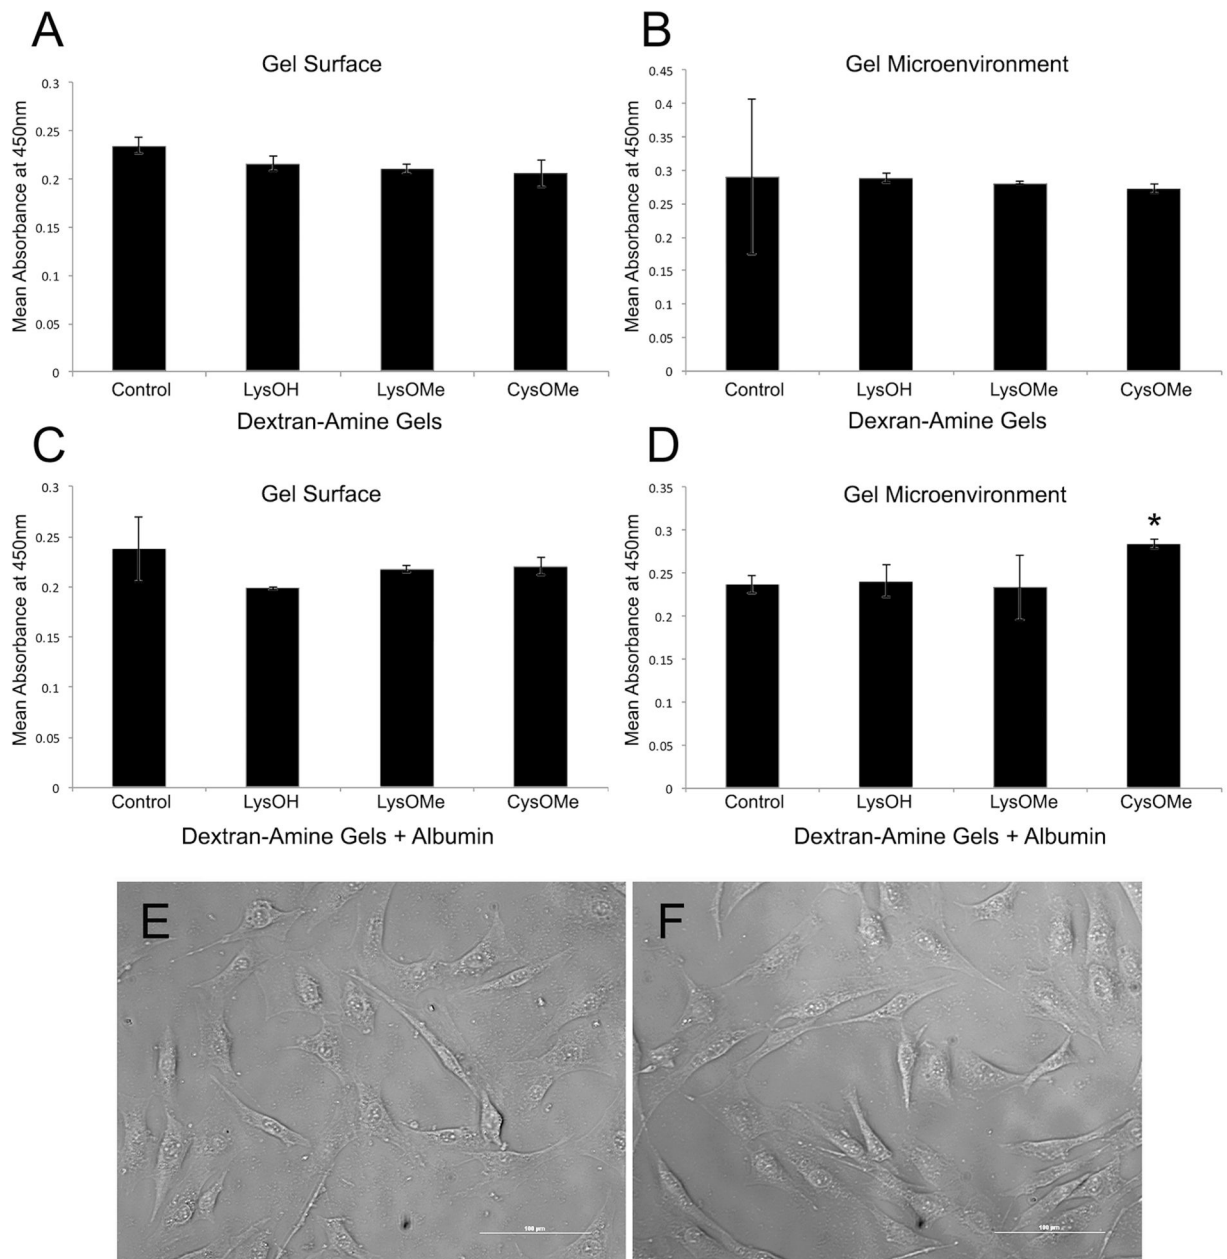 A
Gel Surface
Mean Absorbance at 450nm
0.3
0.25
0.2
0.15
0.1
0.05
0
Control LysOH LysOMe CysOMe
Dextran-Amine Gels
B
Gel Microenvironment
Mean Absorbance at 450nm
0.45
0.4
0.35
0.3
0.25
0.2
0.15
0.1
0.05
0
Control LysOH LysOMe CysOMe
Dexran-Amine Gels
C
Gel Surface
Mean Absorbance at 450nm
0.3
0.25
0.2
0.15
0.1
0.05
0
Control LysOH LysOMe CysOMe
Dextran-Amine Gels + Albumin
D
Gel Microenvironment
Mean Absorbance at 450nm
0.35
0.3
0.25
0.2
0.15
0.1
0.05
0
*
Control LysOH LysOMe CysOMe
Dextran-Amine Gels + Albumin
E
100 µm
F
100 µm